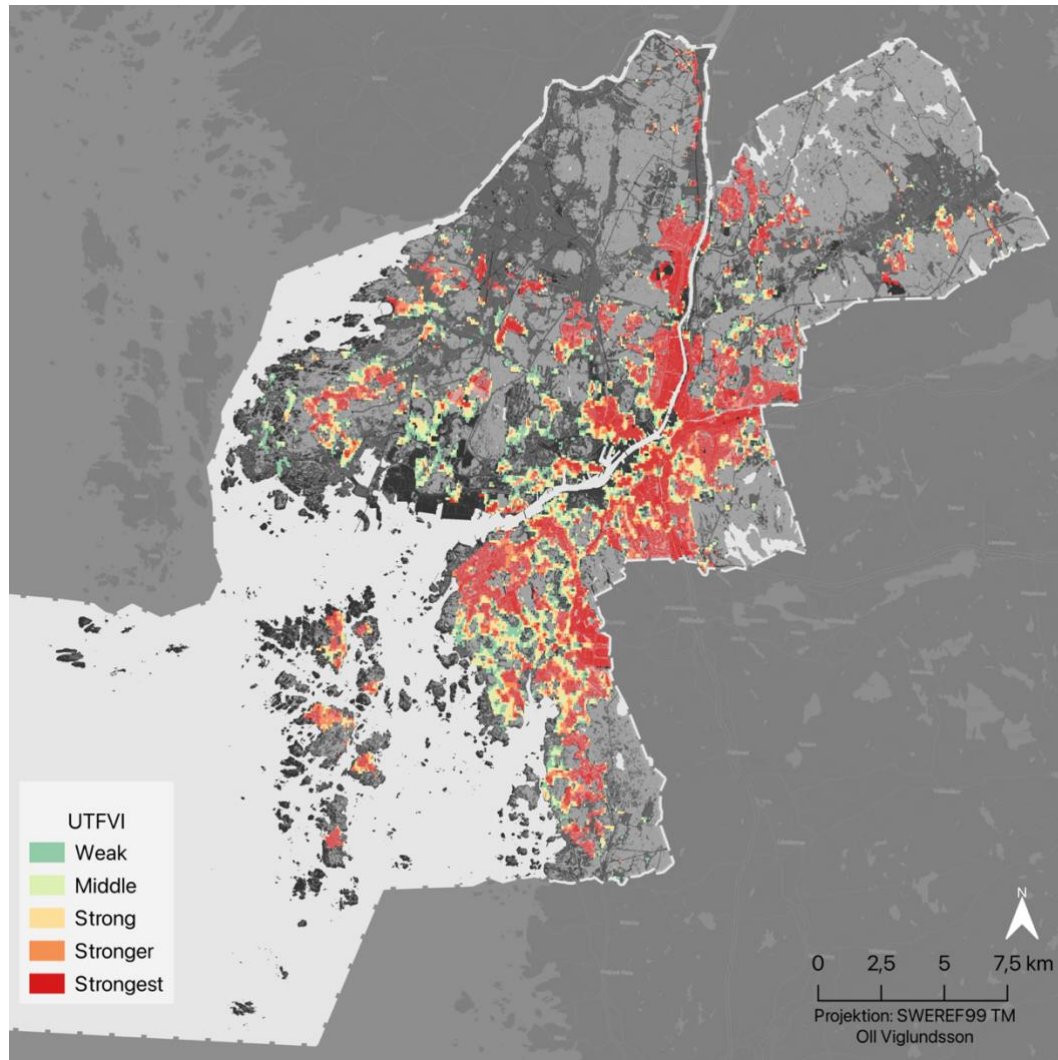 UTFVI
Weak
Middle
Strong
Stronger
Strongest
N
0 2,5 5 7,5 km
Projektion: SWEREF99 TM
Oll Viglundsson